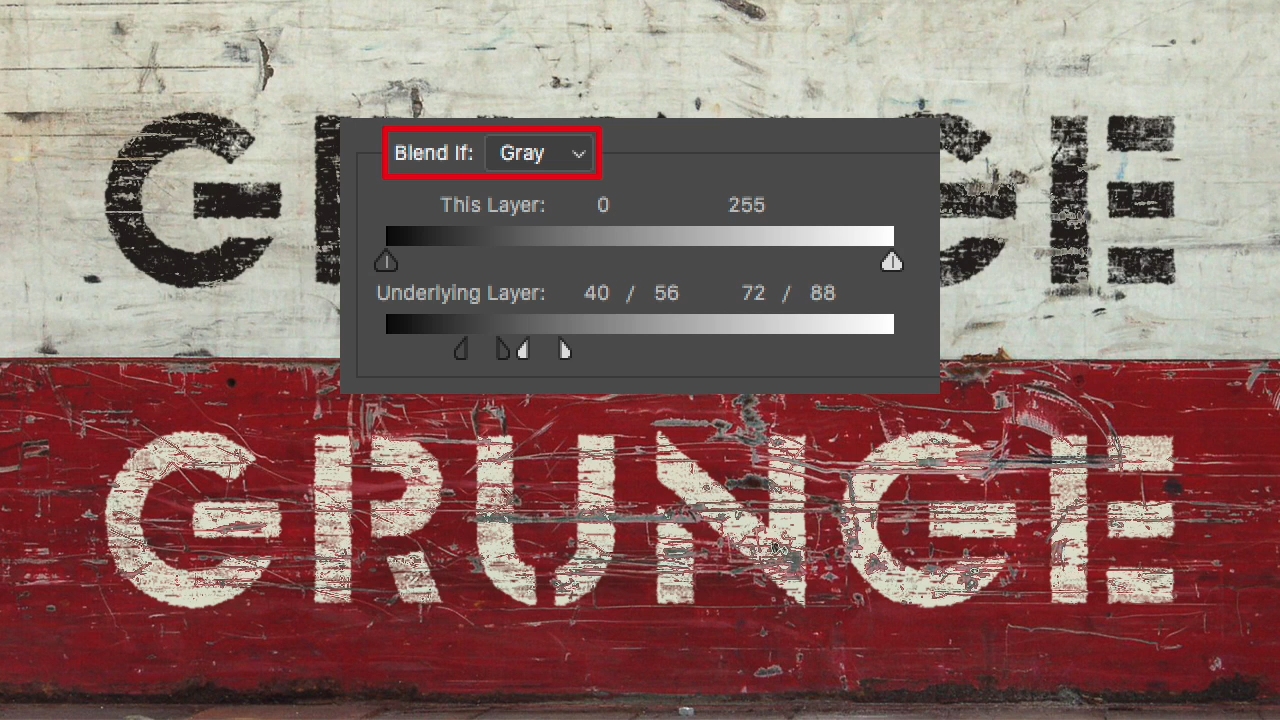 Blend If: Gray
This Layer: 0 255
Underlying Layer: 40 / 56 72 / 88
GRUNGE